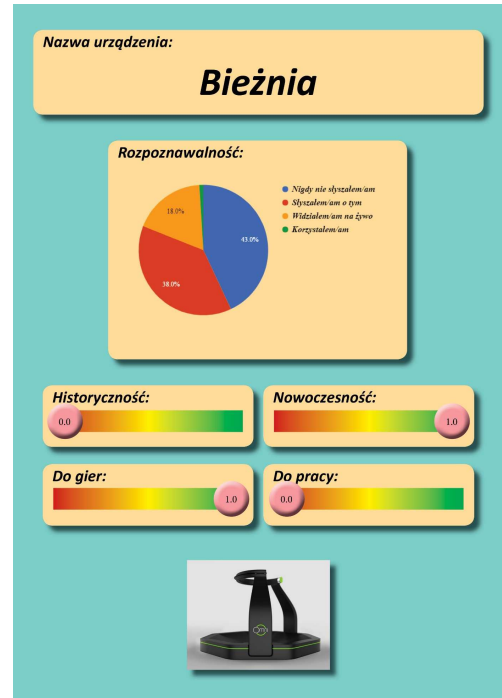 Nazwa urządzenia:
Bieżnia
Rozpoznawalność:
Nigdy nie słyszałem/am
Słyszałem/am o tym
Widziałem/am na żywo
Korzystałem/am
18.0%
43.0%
38.0%
Historyczność:
0.0
Nowoczesność:
1.0
Do gier:
1.0
Do pracy:
0.0